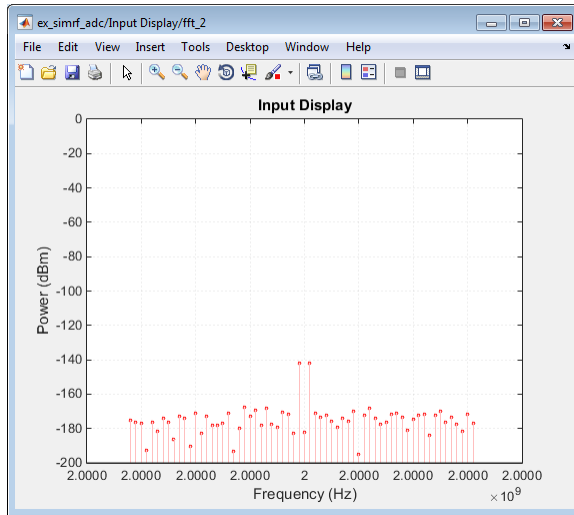 ex_simrf_adc/Input Display/fft_2
File Edit View Insert Tools Desktop Window Help
Input Display
0
-20
-40
-60
-80
-100
-120
-140
-160
-180
-200
Power (dBm)
2.0000 2.0000 2.0000 2.0000 2 2.0000 2.0000 2.0000 2.0000
Frequency (Hz)
×10^9